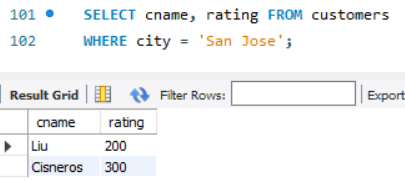 101 SELECT cname, rating FROM customers
102 WHERE city = 'San Jose';
Result Grid Filter Rows: Export
cname rating
Liu 200
Cisneros 300